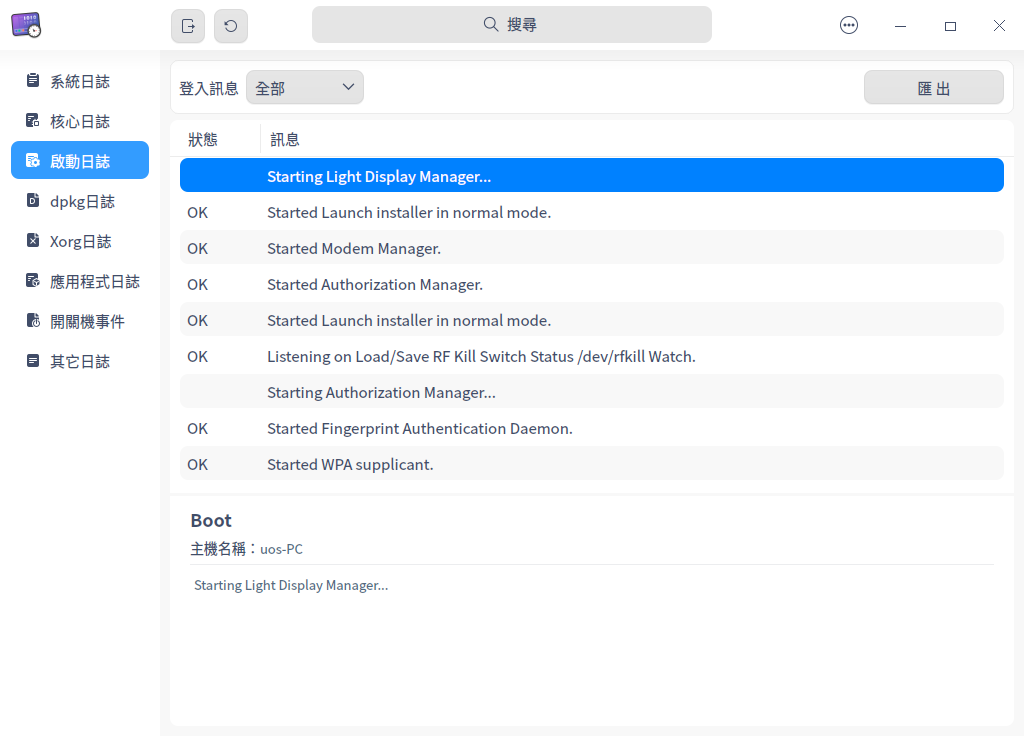 搜尋
系統日誌
核心日誌
啟動日誌
dpkg日誌
Xorg日誌
應用程式日誌
開關機事件
其它日誌
登入訊息 全部 匯出
狀態 訊息
Starting Light Display Manager...
OK Started Launch installer in normal mode.
OK Started Modem Manager.
OK Started Authorization Manager.
OK Started Launch installer in normal mode.
OK Listening on Load/Save RF Kill Switch Status /dev/rfkill Watch.
Starting Authorization Manager...
OK Started Fingerprint Authentication Daemon.
OK Started WPA supplicant.
Boot
主機名稱：uos-PC
Starting Light Display Manager...